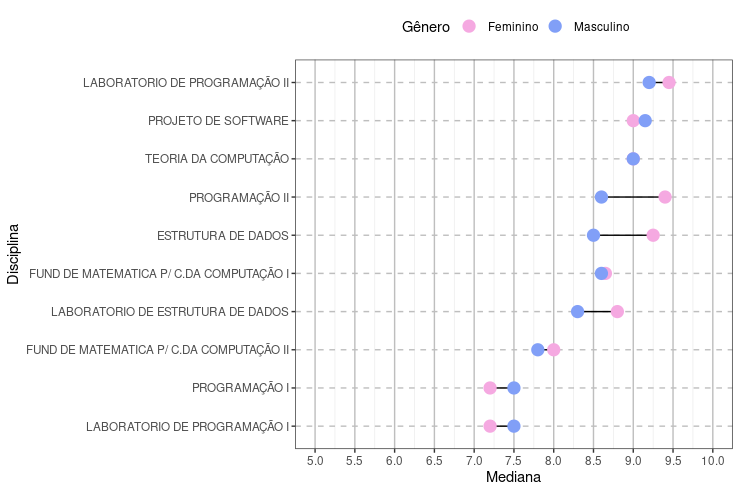 Gênero Feminino Masculino
LABORATORIO DE PROGRAMAÇÃO II
PROJETO DE SOFTWARE
TEORIA DA COMPUTAÇÃO
PROGRAMAÇÃO II
ESTRUTURA DE DADOS
FUND DE MATEMATICA P/ C.DA COMPUTAÇÃO I
LABORATORIO DE ESTRUTURA DE DADOS
FUND DE MATEMATICA P/ C.DA COMPUTAÇÃO II
PROGRAMAÇÃO I
LABORATORIO DE PROGRAMAÇÃO I
Disciplina
5.0 5.5 6.0 6.5 7.0 7.5 8.0 8.5 9.0 9.5 10.0
Mediana